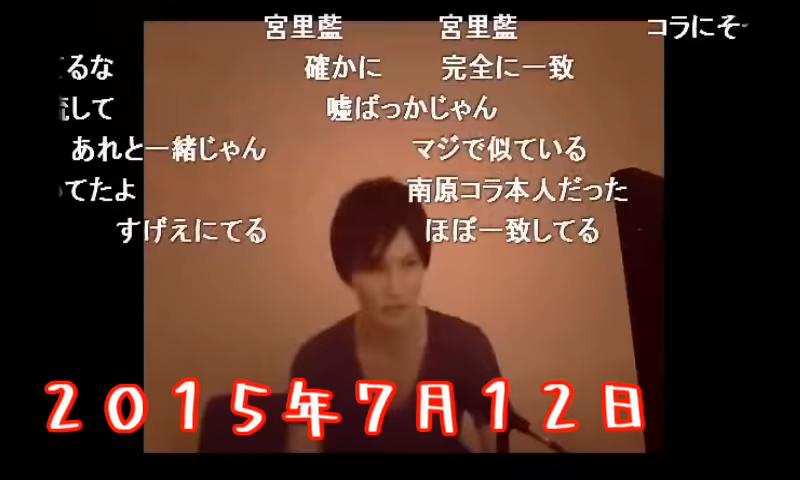 宮里藍 宮里藍 コラにそ
るな 確かに 完全に一致
して 嘘ばっかじゃん
あれと一緒じゃん マジで似ている
てたよ 南原コラ本人だった
すげえにてる ほぼ一致してる
２０１５年７月１２日